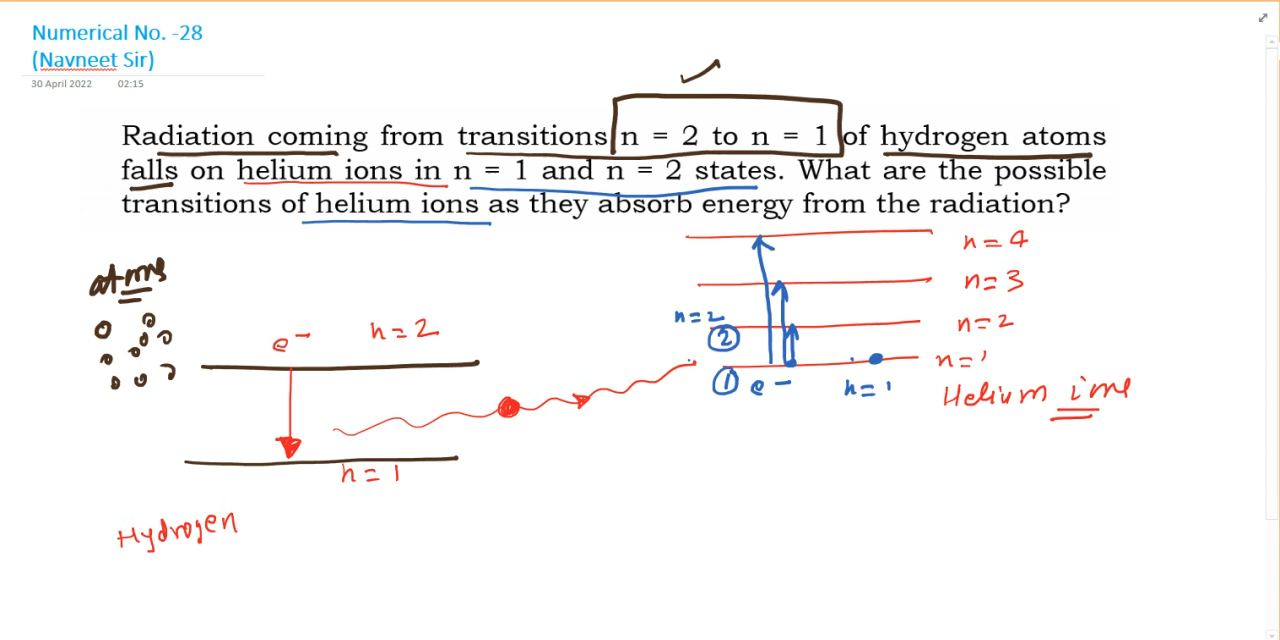 Numerical No. -28
(Navneet Sir)
30 April 2022 02:15
Radiation coming from transitions n = 2 to n = 1 of hydrogen atoms
falls on helium ions in n = 1 and n = 2 states. What are the possible
transitions of helium ions as they absorb energy from the radiation?
n = 4
atoms
n = 3
n = 2
n = 2
e- n = 2
② 
n = 1
① e- n = 1
Helium ions
n = 1
Hydrogen